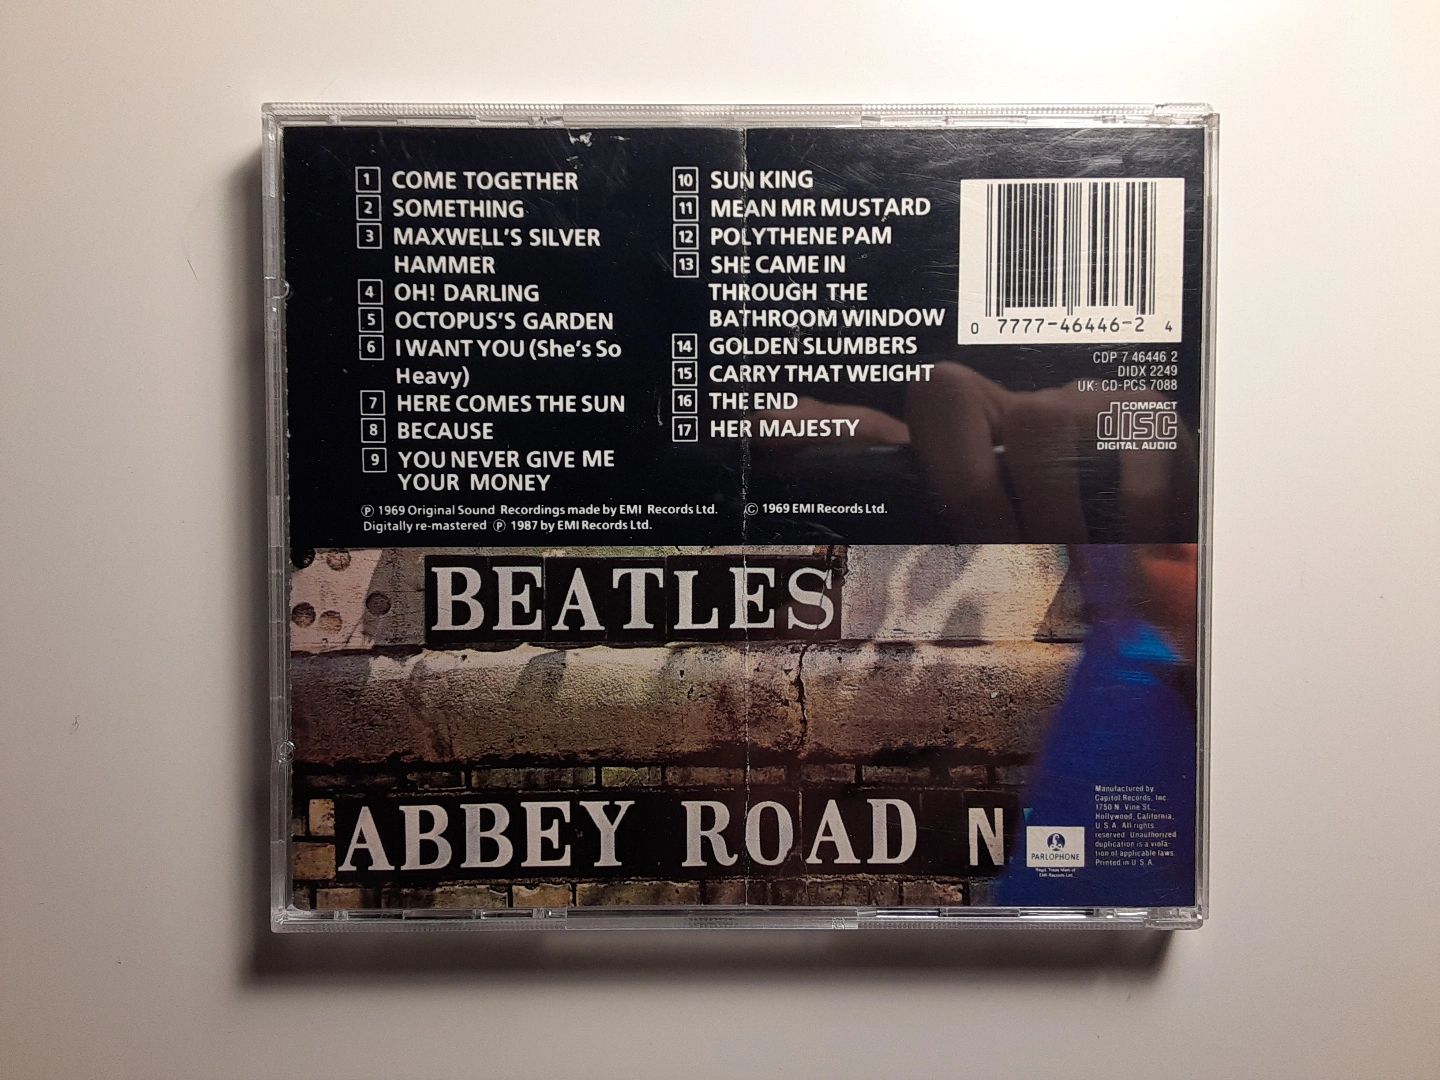 1 COME TOGETHER
2 SOMETHING
3 MAXWELL'S SILVER
HAMMER
4 OH! DARLING
5 OCTOPUS'S GARDEN
6 I WANT YOU (She's So
Heavy)
7 HERE COMES THE SUN
8 BECAUSE
9 YOU NEVER GIVE ME
YOUR MONEY
10 SUN KING
11 MEAN MR MUSTARD
12 POLYTHENE PAM
13 SHE CAME IN
THROUGH THE
BATHROOM WINDOW
14 GOLDEN SLUMBERS
15 CARRY THAT WEIGHT
16 THE END
17 HER MAJESTY
0 7777-46446-2 4
CDP 7 46446 2
DIDX 2249
UK: CD-PCS 7088
COMPACT
disc
DIGITAL AUDIO
℗ 1969 Original Sound Recordings made by EMI Records Ltd. © 1969 EMI Records Ltd.
Digitally re-mastered ℗ 1987 by EMI Records Ltd.
BEATLES
ABBEY ROAD N
£
PARLOPHONE
Regd. Trade Mark of
EMI Records Ltd.
Manufactured by
Capitol Records, Inc.
1750 N. Vine St.,
Hollywood, California,
U.S.A. All rights
reserved. Unauthorized
duplication is a viola-
tion of applicable laws.
Printed in U.S.A.